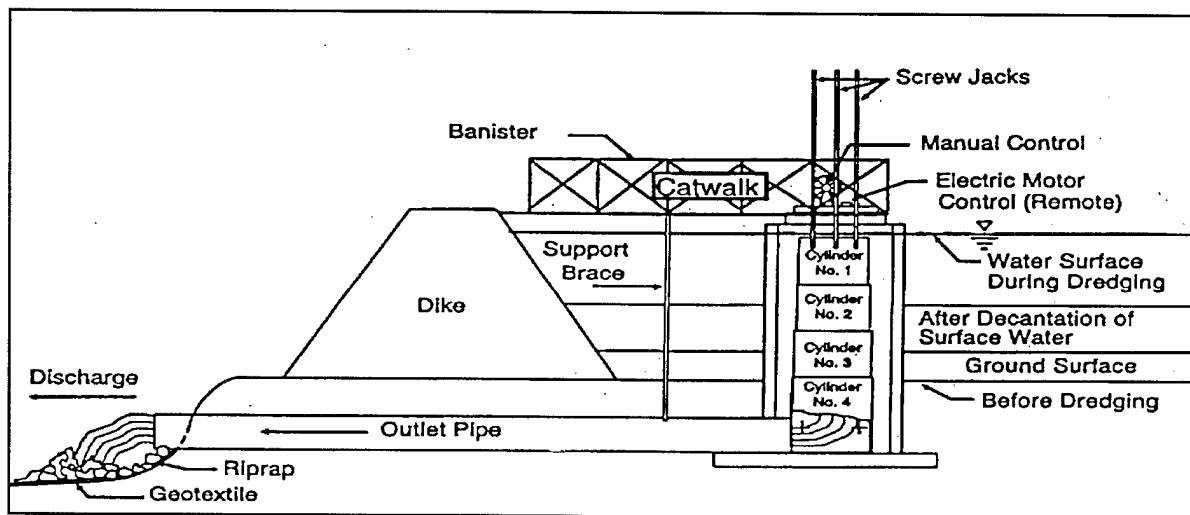 Screw Jacks
Banister
Manual Control
Catwalk
Electric Motor
Control (Remote)
Support
Brace
Cylinder
No. 1
Water Surface
During Dredging
Dike
Cylinder
No. 2
After Decantation of
Surface Water
Cylinder
No. 3
Ground Surface
Discharge
Cylinder
No. 4
Before Dredging
Outlet Pipe
Riprap
Geotextile